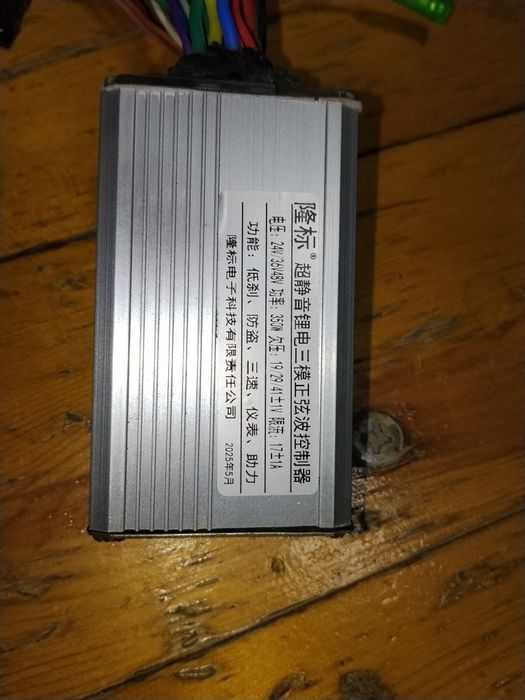 隆标® 超静音锂电三模正弦波控制器
电压: 24V/36V48V 功率: 350W 欠压: 19/29/41±1V 限流: 17±1A
功能: 低刹、防盗、三速、仪表、助力
隆标电子科技有限责任公司 2025年5月